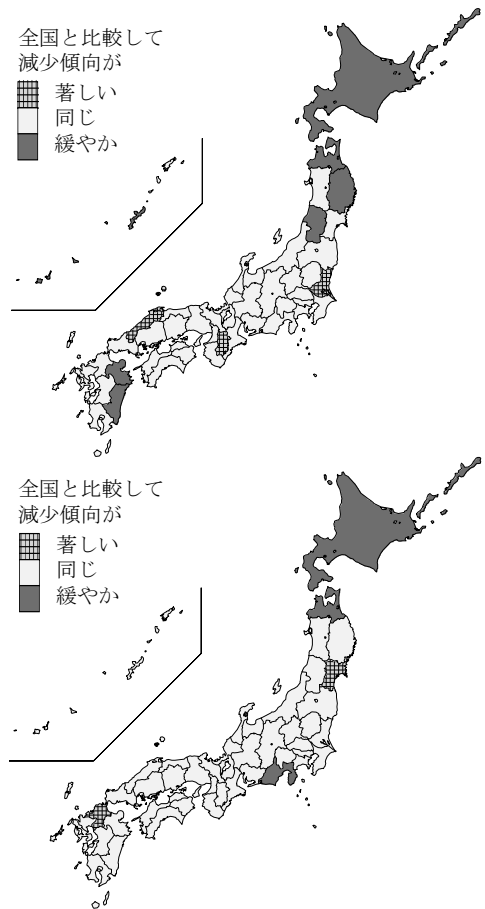 全国と比較して
減少傾向が
著しい
同じ
緩やか
全国と比較して
減少傾向が
著しい
同じ
緩やか